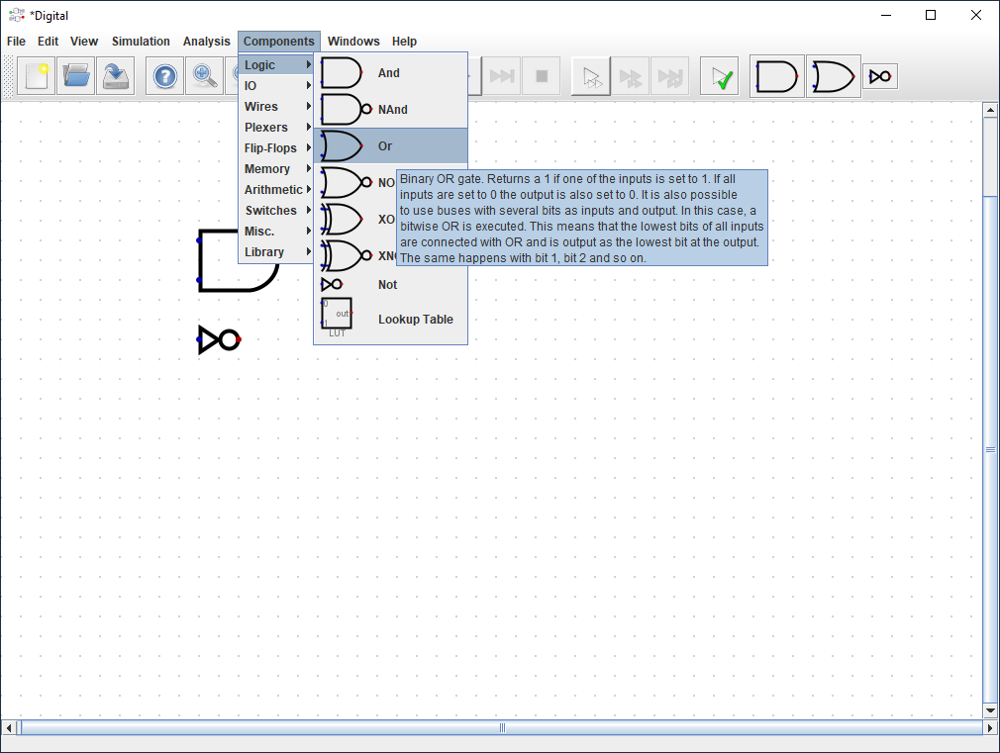 *Digital
File Edit View Simulation Analysis Components Windows Help
Logic
IO
Wires
Plexers
Flip-Flops
Memory
Arithmetic
Switches
Misc.
Library
And
NAnd
Or
NO
XO
XN
Not
0
out
1
LUT
Lookup Table
Binary OR gate. Returns a 1 if one of the inputs is set to 1. If all
inputs are set to 0 the output is also set to 0. It is also possible
to use buses with several bits as inputs and output. In this case, a
bitwise OR is executed. This means that the lowest bits of all inputs
are connected with OR and is output as the lowest bit at the output.
The same happens with bit 1, bit 2 and so on.